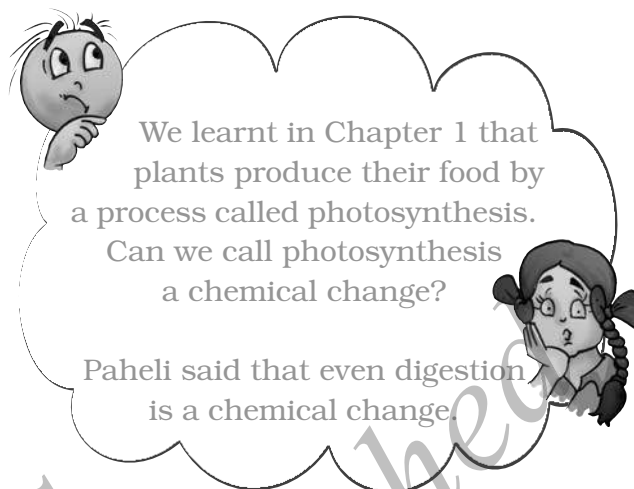 We learnt in Chapter 1 that
plants produce their food by
a process called photosynthesis.
Can we call photosynthesis
a chemical change?
Paheli said that even digestion
is a chemical change.